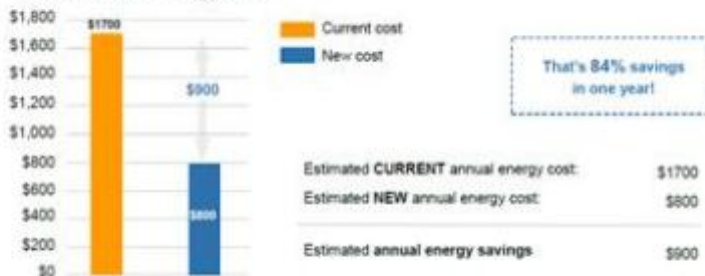 $1,800
$1,600
$1,400
$1,200
$1,000
$800
$600
$400
$200
$0
$1700
$900
$800
Current cost
New cost
That's 84% savings
in one year!
Estimated CURRENT annual energy cost: $1700
Estimated NEW annual energy cost: $800
Estimated annual energy savings $900